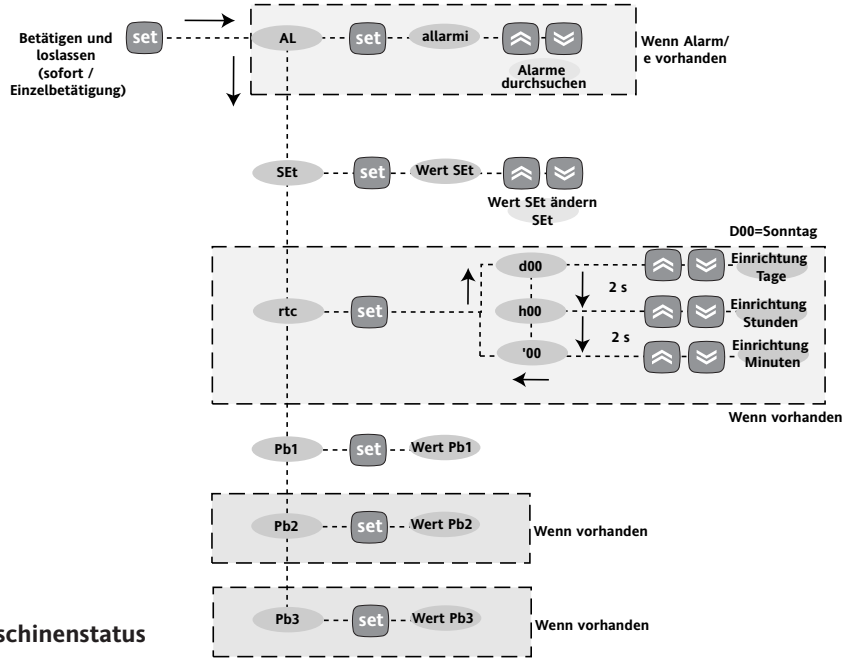 Betätigen und
loslassen
(sofort /
Einzelbetätigung)
set
AL
set
allarmi
Alarme
durchsuchen
Wenn Alarm/
e vorhanden
SEt
set
Wert SEt
Wert SEt ändern
SEt
D00=Sonntag
rtc
set
d00
Einrichtung
Tage
2 s
h00
Einrichtung
Stunden
2 s
'00
Einrichtung
Minuten
Wenn vorhanden
Pb1
set
Wert Pb1
Pb2
set
Wert Pb2
Wenn vorhanden
Pb3
set
Wert Pb3
Wenn vorhanden
schinenstatus